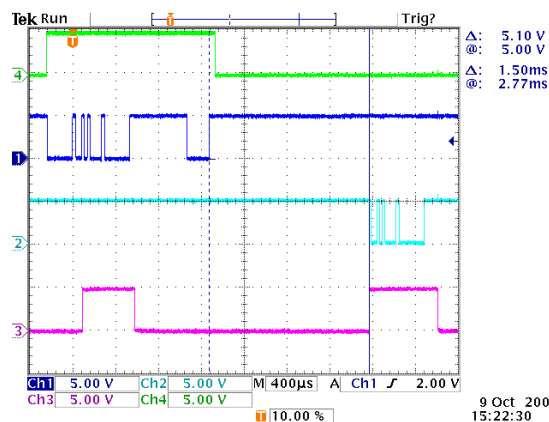 Tek Run Trig?
T
T
Δ: 5.10 V
@: 5.00 V
Δ: 1.50ms
@: 2.77ms
4
1
2
3
Ch1 5.00 V Ch2 5.00 V M 400µs A Ch1 2.00 V
Ch3 5.00 V Ch4 5.00 V
9 Oct 200
T 10.00 % 15:22:30